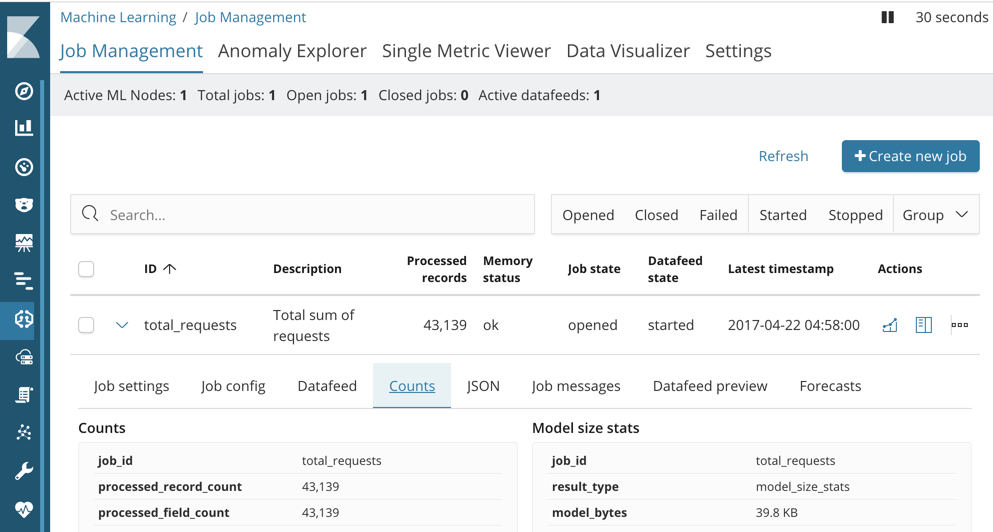 Machine Learning / Job Management 30 seconds
Job Management Anomaly Explorer Single Metric Viewer Data Visualizer Settings
Active ML Nodes: 1 Total jobs: 1 Open jobs: 1 Closed jobs: 0 Active datafeeds: 1
Refresh + Create new job
Search... Opened Closed Failed Started Stopped Group
ID Description Processed records Memory status Job state Datafeed state Latest timestamp Actions
total_requests Total sum of requests 43,139 ok opened started 2017-04-22 04:58:00
Job settings Job config Datafeed Counts JSON Job messages Datafeed preview Forecasts
Counts Model size stats
job_id total_requests job_id total_requests
processed_record_count 43,139 result_type model_size_stats
processed_field_count 43,139 model_bytes 39.8 KB